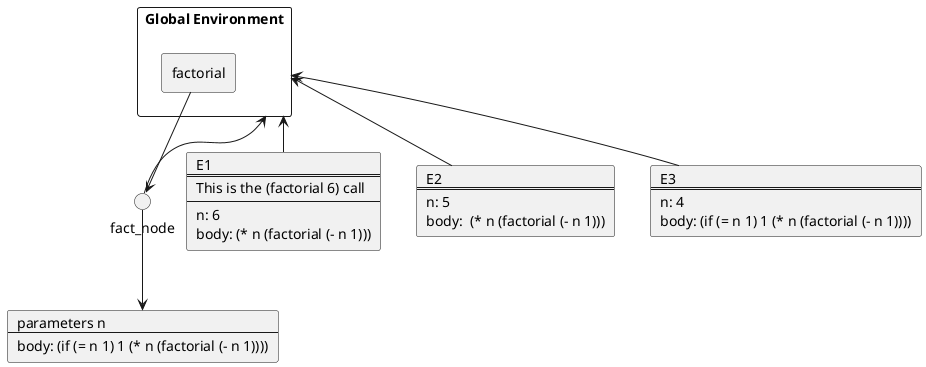 Global Environment
factorial
fact_node
E1
This is the (factorial 6) call
n: 6
body: (* n (factorial (- n 1)))
E2
n: 5
body:  (* n (factorial (- n 1)))
E3
n: 4
body: (if (= n 1) 1 (* n (factorial (- n 1))))
parameters n
body: (if (= n 1) 1 (* n (factorial (- n 1))))